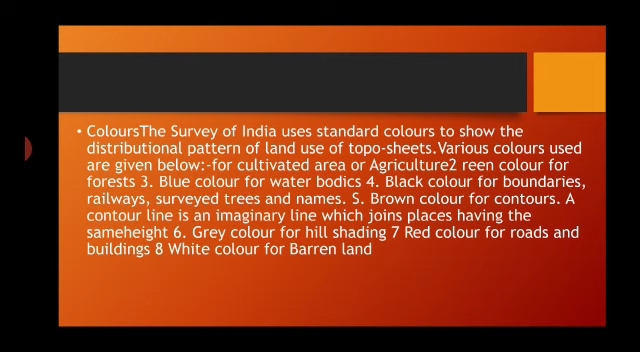 • ColoursThe Survey of India uses standard colours to show the
distributional pattern of land use of topo-sheets.Various colours used
are given below:-for cultivated area or Agriculture2 reen colour for
forests 3. Blue colour for water bodics 4. Black colour for boundaries,
railways, surveyed trees and names. S. Brown colour for contours. A
contour line is an imaginary line which joins places having the
sameheight 6. Grey colour for hill shading 7 Red colour for roads and
buildings 8 White colour for Barren land